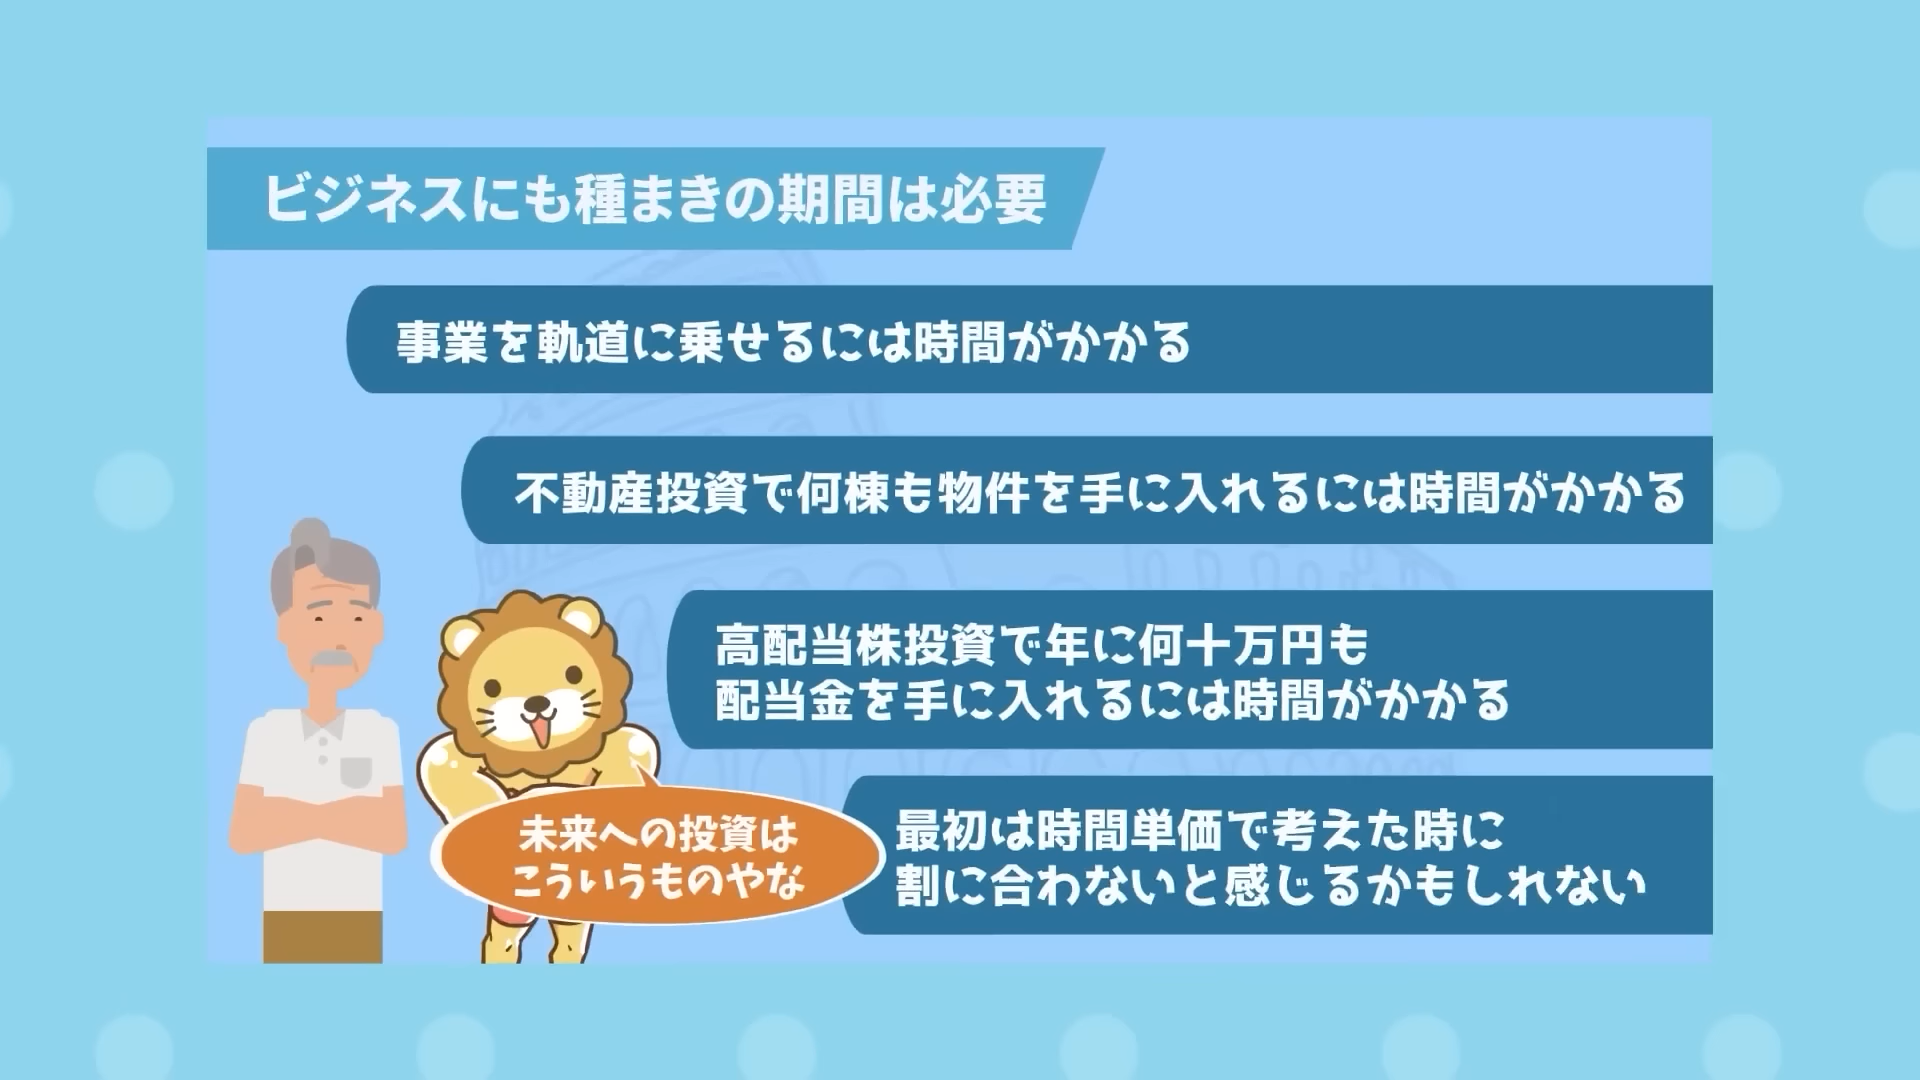 ビジネスにも種まきの期間は必要
事業を軌道に乗せるには時間がかかる
不動産投資で何棟も物件を手に入れるには時間がかかる
高配当株投資で年に何十万円も
配当金を手に入れるには時間がかかる
最初は時間単価で考えた時に
割に合わないと感じるかもしれない
未来への投資は
こういうものやな